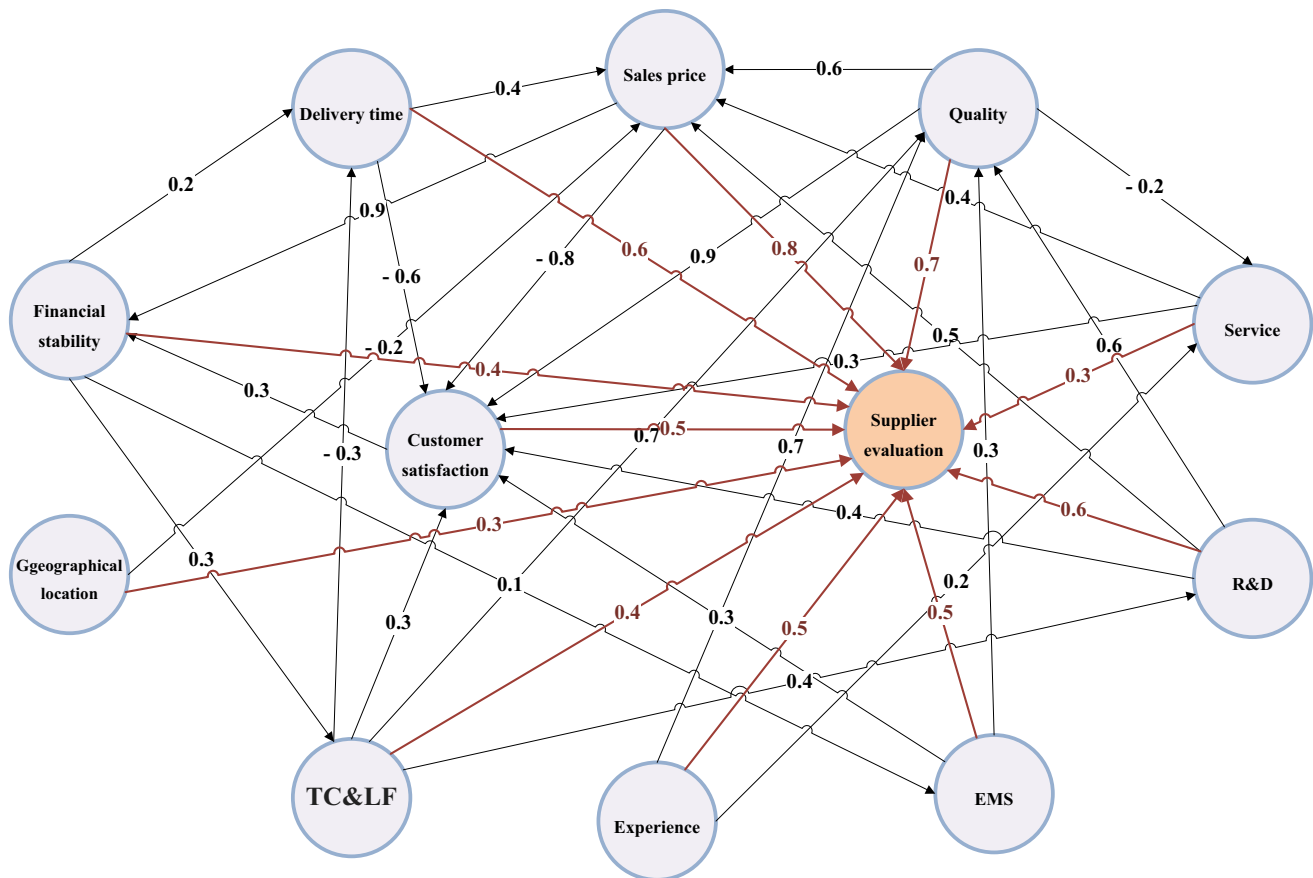 Sales price
0.6
0.4
Delivery time
Quality
0.2
- 0.2
0.9
0.4
0.6
0.8
0.9
- 0.8
0.7
- 0.6
Financial
stability
Service
0.5
- 0.2
0.6
0.3
0.4
0.3
0.3
Supplier
evaluation
0.5
0.7
Customer
satisfaction
0.7
- 0.3
0.3
0.3
0.4
0.6
Ggeographical
location
0.3
0.1
0.2
R&D
0.4
0.3
0.3
0.5
0.5
0.4
TC&LF
EMS
Experience